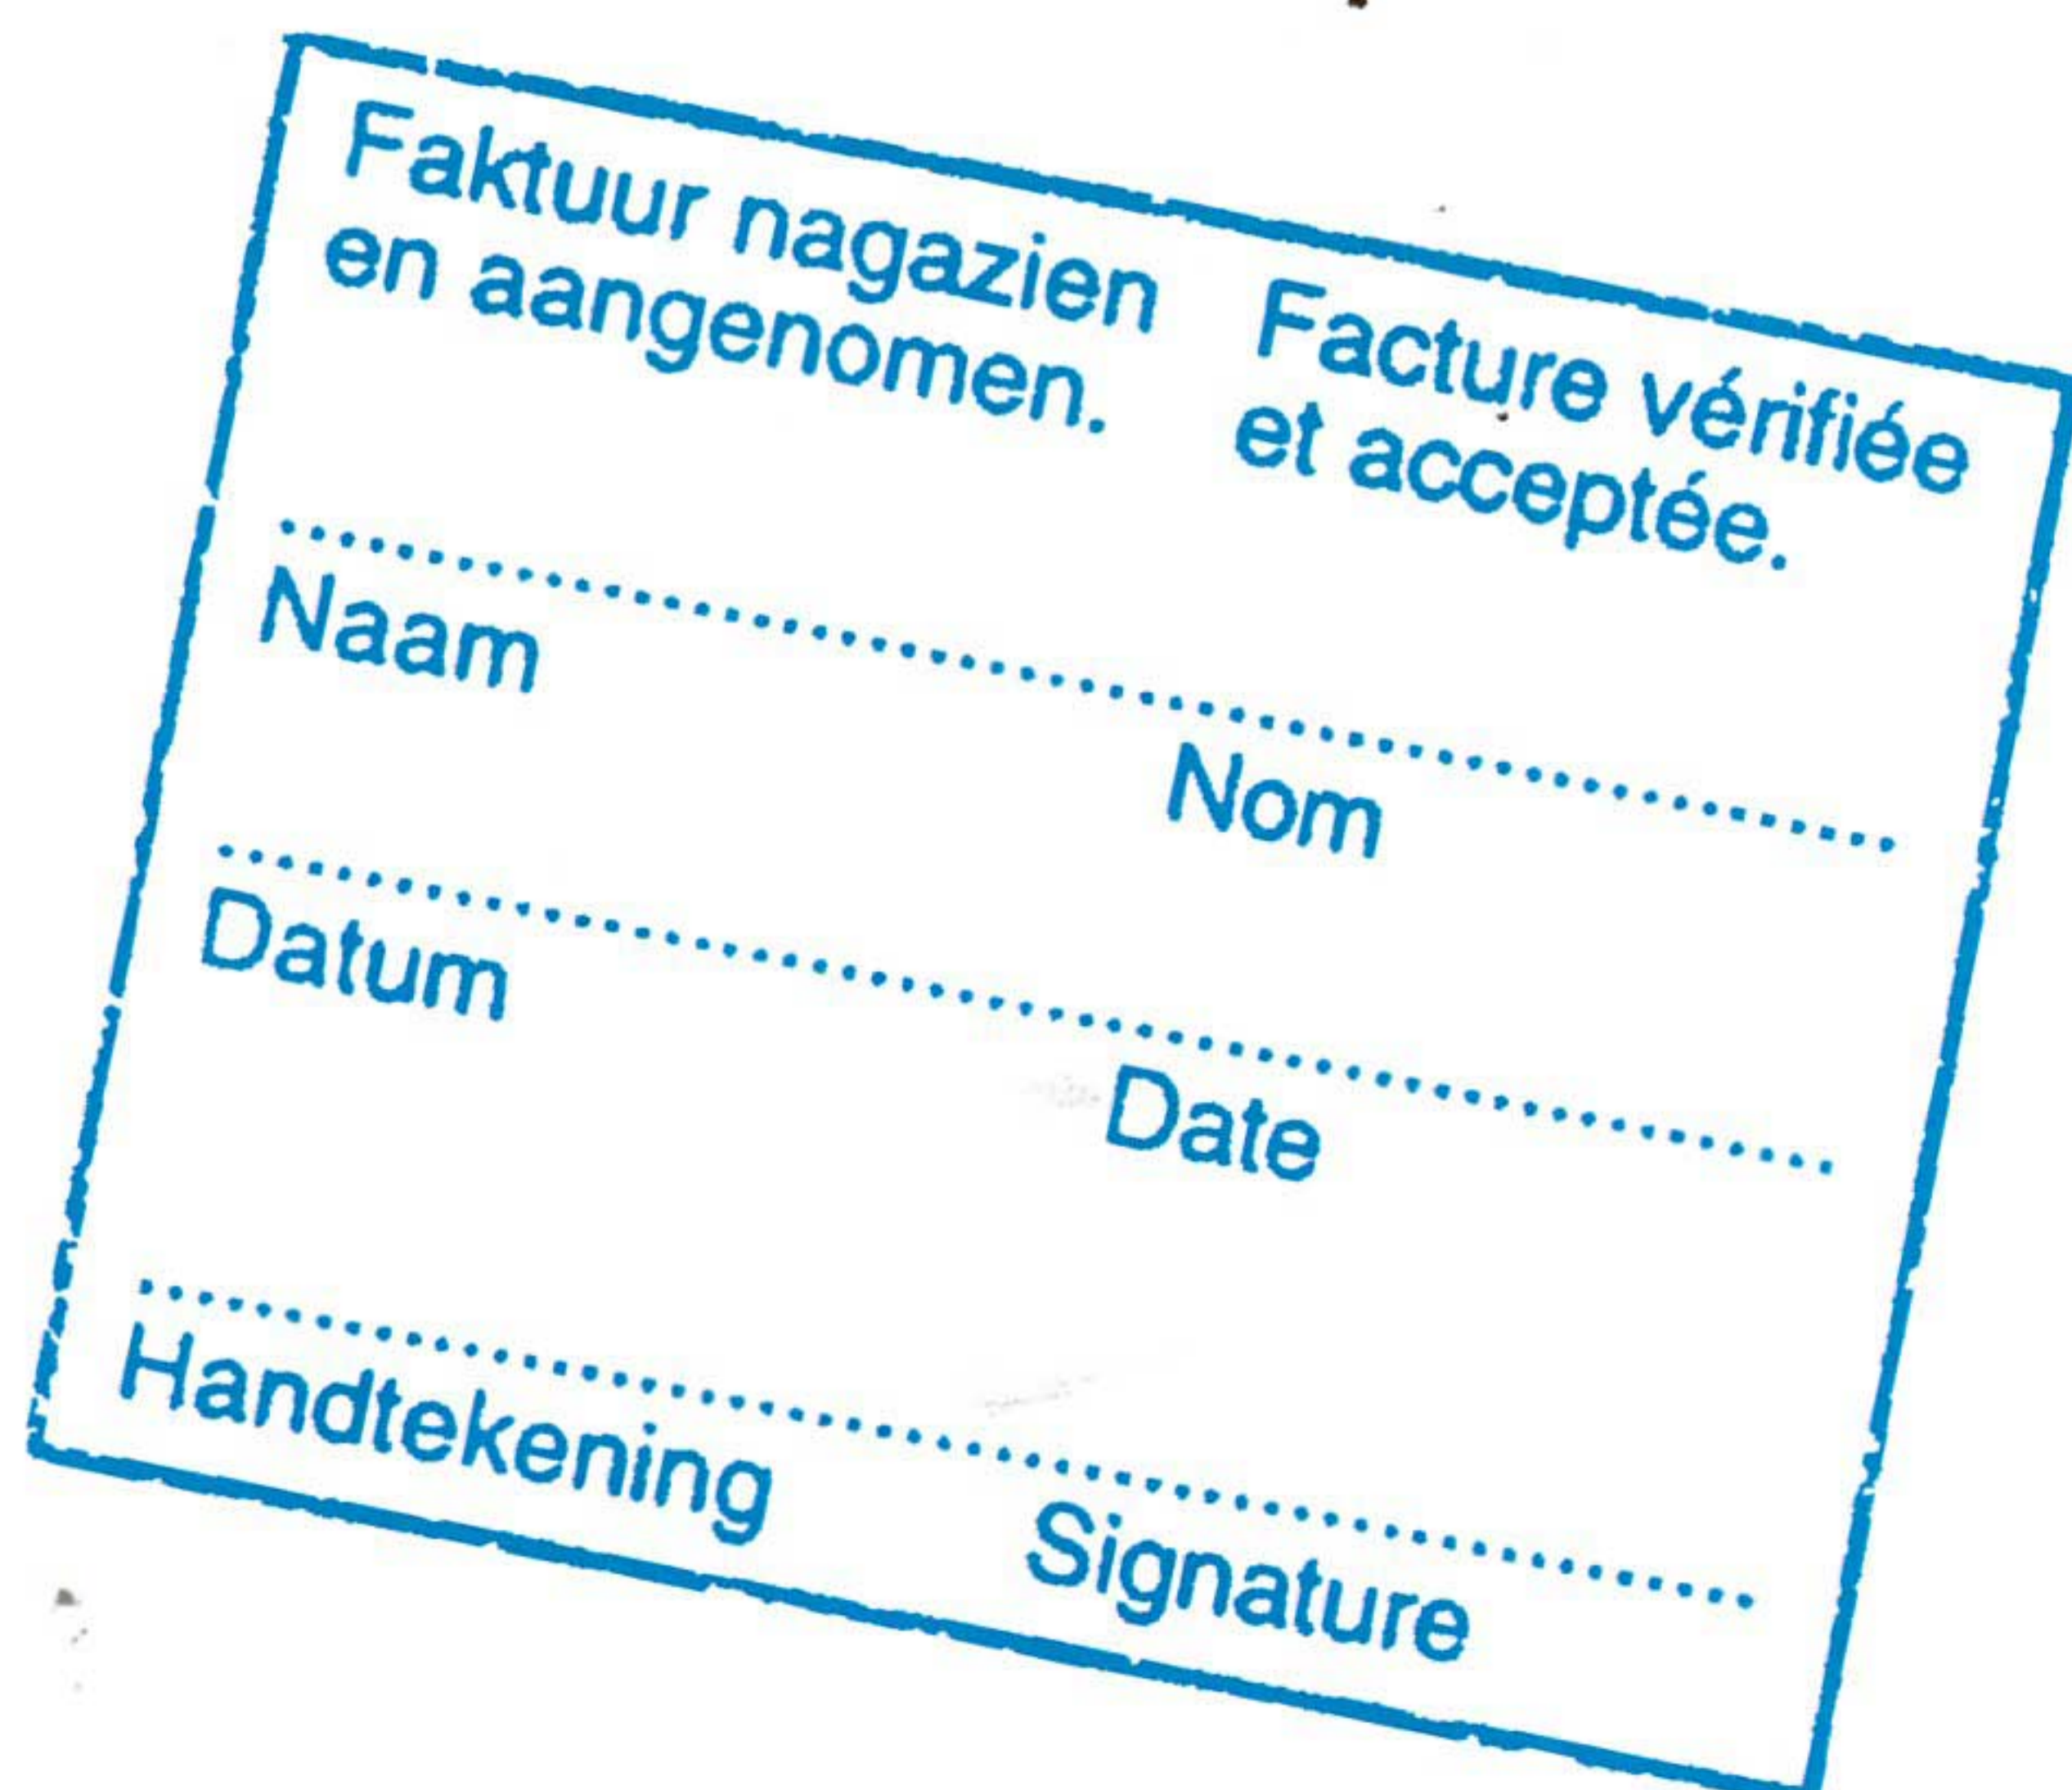 Faktuur nagazien
en aangenomen.
Facture vérifiée
et acceptée.
Naam
Nom
Datum
Date
Handtekening
Signature